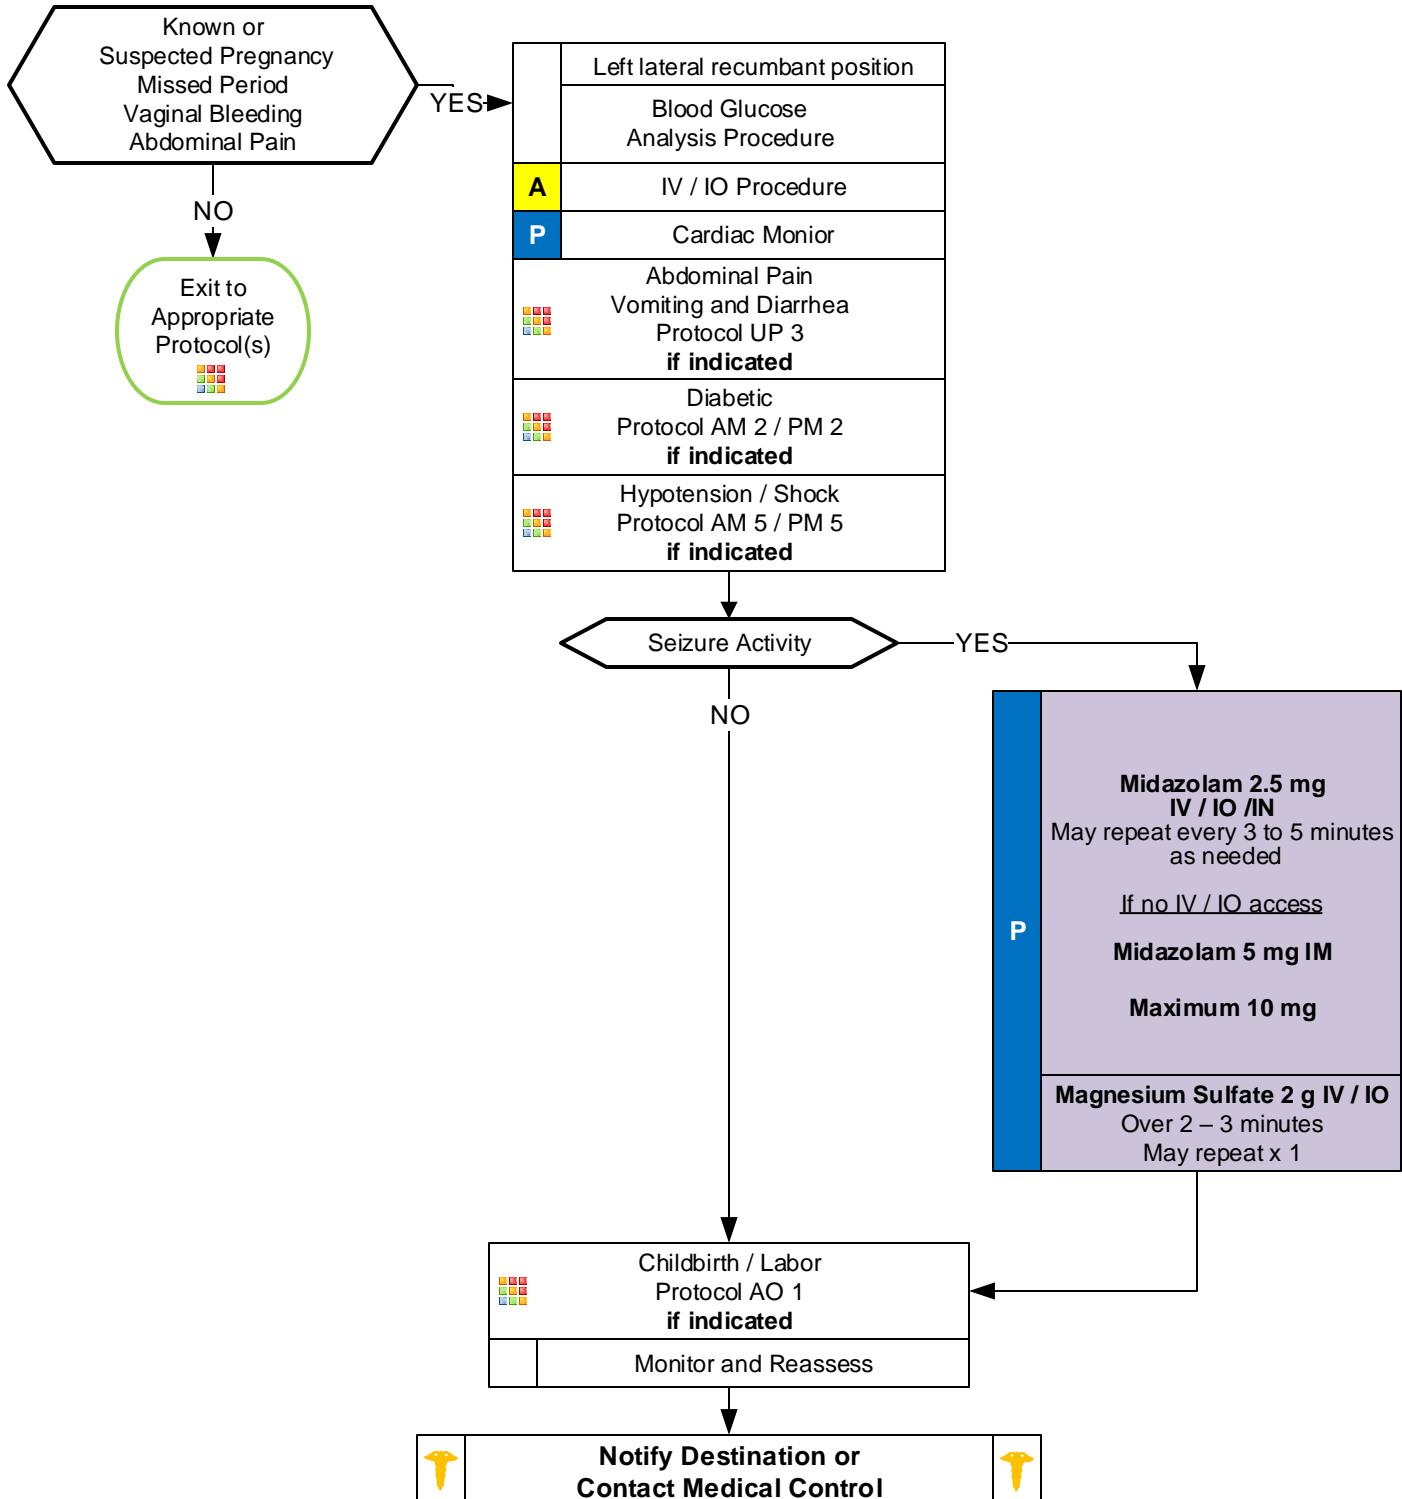 Known or
Suspected Pregnancy
Missed Period
Vaginal Bleeding
Abdominal Pain
YES
NO
Exit to
Appropriate
Protocol(s)
Left lateral recumbant position
Blood Glucose
Analysis Procedure
A
IV / IO Procedure
P
Cardiac Monior
Abdominal Pain
Vomiting and Diarrhea
Protocol UP 3
if indicated
Diabetic
Protocol AM 2 / PM 2
if indicated
Hypotension / Shock
Protocol AM 5 / PM 5
if indicated
Seizure Activity
YES
NO
P
Midazolam 2.5 mg
IV / IO /IN
May repeat every 3 to 5 minutes
as needed
If no IV / IO access
Midazolam 5 mg IM
Maximum 10 mg
Magnesium Sulfate 2 g IV / IO
Over 2 – 3 minutes
May repeat x 1
Childbirth / Labor
Protocol AO 1
if indicated
Monitor and Reassess
Notify Destination or
Contact Medical Control